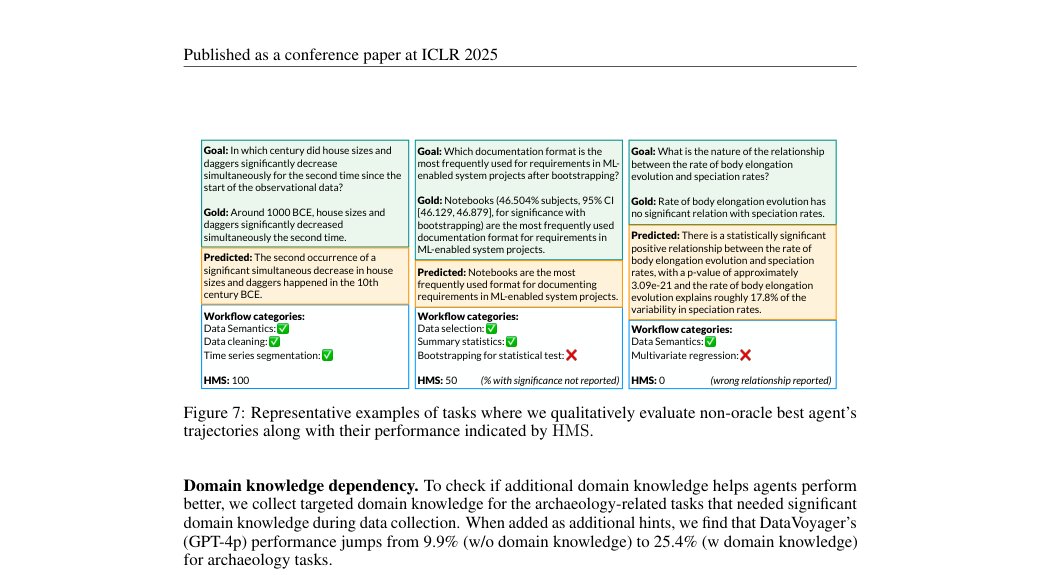 Published as a conference paper at ICLR 2025
Goal: In which century did house sizes and
daggers significantly decrease
simultaneously for the second time since the
start of the observational data?
Gold: Around 1000 BCE, house sizes and
daggers significantly decreased
simultaneously the second time.
Predicted: The second occurrence of a
significant simultaneous decrease in house
sizes and daggers happened in the 10th
century BCE.
Workflow categories:
Data Semantics:✅
Data cleaning:✅
Time series segmentation:✅
HMS: 100
Goal: Which documentation format is the
most frequently used for requirements in ML-
enabled system projects after bootstrapping?
Gold: Notebooks (46.504% subjects, 95% CI
[46.129, 46.879], for significance with
bootstrapping) are the most frequently used
documentation format for requirements in
ML-enabled system projects.
Predicted: Notebooks are the most
frequently used format for documenting
requirements in ML-enabled system projects.
Workflow categories:
Data selection:✅
Summary statistics:✅
Bootstrapping for statistical test:❌
HMS: 50 (% with significance not reported)
Goal: What is the nature of the relationship
between the rate of body elongation
evolution and speciation rates?
Gold: Rate of body elongation evolution has
no significant relation with speciation rates.
Predicted: There is a statistically significant
positive relationship between the rate of
body elongation evolution and speciation
rates, with a p-value of approximately
3.09e-21 and the rate of body elongation
evolution explains roughly 17.8% of the
variability in speciation rates.
Workflow categories:
Data Semantics:✅
Multivariate regression:❌
HMS: 0 (wrong relationship reported)
Figure 7: Representative examples of tasks where we qualitatively evaluate non-oracle best agent's
trajectories along with their performance indicated by HMS.
Domain knowledge dependency. To check if additional domain knowledge helps agents perform
better, we collect targeted domain knowledge for the archaeology-related tasks that needed significant
domain knowledge during data collection. When added as additional hints, we find that DataVoyager's
(GPT-4p) performance jumps from 9.9% (w/o domain knowledge) to 25.4% (w domain knowledge)
for archaeology tasks.